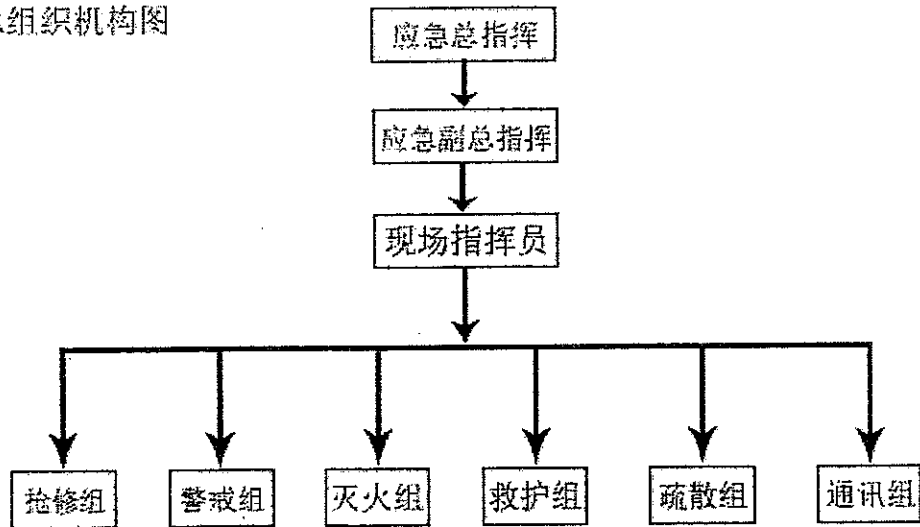 组织机构图
应急总指挥
应急副总指挥
现场指挥员
抢修组
警戒组
灭火组
救护组
疏散组
通讯组